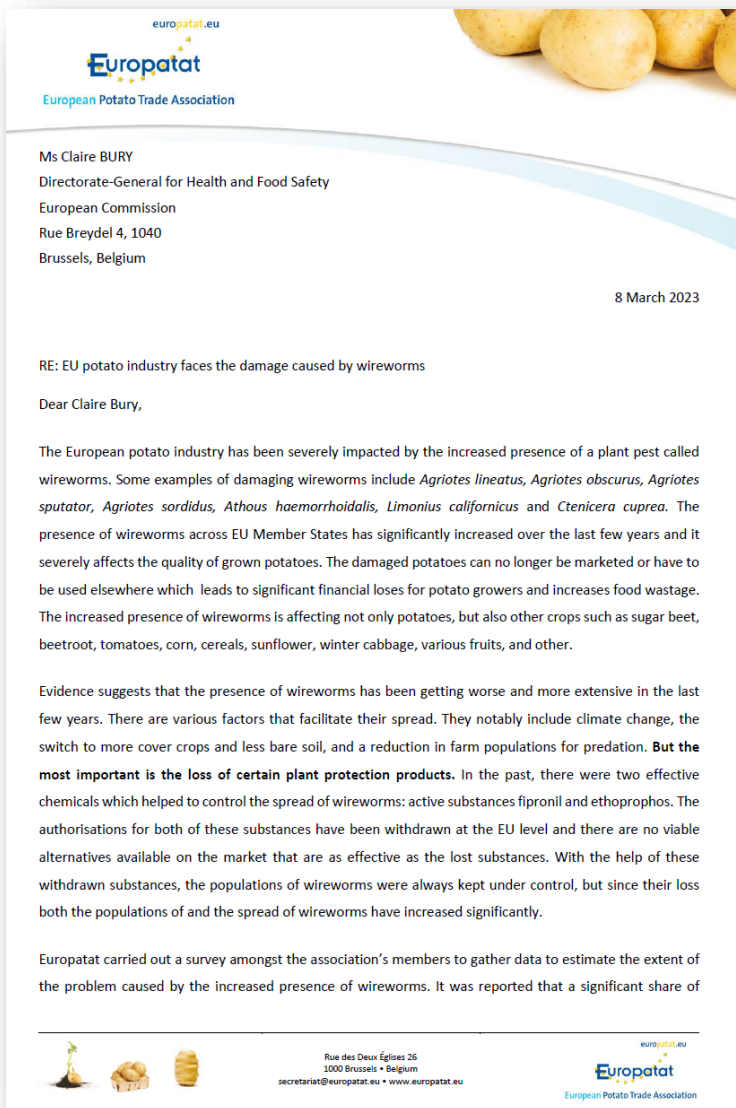 europatat.eu
Europatat
European Potato Trade Association
Ms Claire BURY
Directorate-General for Health and Food Safety
European Commission
Rue Breydel 4, 1040
Brussels, Belgium
8 March 2023
RE: EU potato industry faces the damage caused by wireworms
Dear Claire Bury,
The European potato industry has been severely impacted by the increased presence of a plant pest called
wireworms. Some examples of damaging wireworms include Agriotes lineatus, Agriotes obscurus, Agriotes
sputator, Agriotes sordidus, Athous haemorrhoidalis, Limonius californicus and Ctenicera cuprea. The
presence of wireworms across EU Member States has significantly increased over the last few years and it
severely affects the quality of grown potatoes. The damaged potatoes can no longer be marketed or have to
be used elsewhere which leads to significant financial loses for potato growers and increases food wastage.
The increased presence of wireworms is affecting not only potatoes, but also other crops such as sugar beet,
beetroot, tomatoes, corn, cereals, sunflower, winter cabbage, various fruits, and other.
Evidence suggests that the presence of wireworms has been getting worse and more extensive in the last
few years. There are various factors that facilitate their spread. They notably include climate change, the
switch to more cover crops and less bare soil, and a reduction in farm populations for predation. But the
most important is the loss of certain plant protection products. In the past, there were two effective
chemicals which helped to control the spread of wireworms: active substances fipronil and ethoprophos. The
authorisations for both of these substances have been withdrawn at the EU level and there are no viable
alternatives available on the market that are as effective as the lost substances. With the help of these
withdrawn substances, the populations of wireworms were always kept under control, but since their loss
both the populations of and the spread of wireworms have increased significantly.
Europatat carried out a survey amongst the association's members to gather data to estimate the extent of
the problem caused by the increased presence of wireworms. It was reported that a significant share of
Rue des Deux Églises 26
1000 Brussels • Belgium
secretariat@europatat.eu • www.europatat.eu
europatat.eu
Europatat
European Potato Trade Association